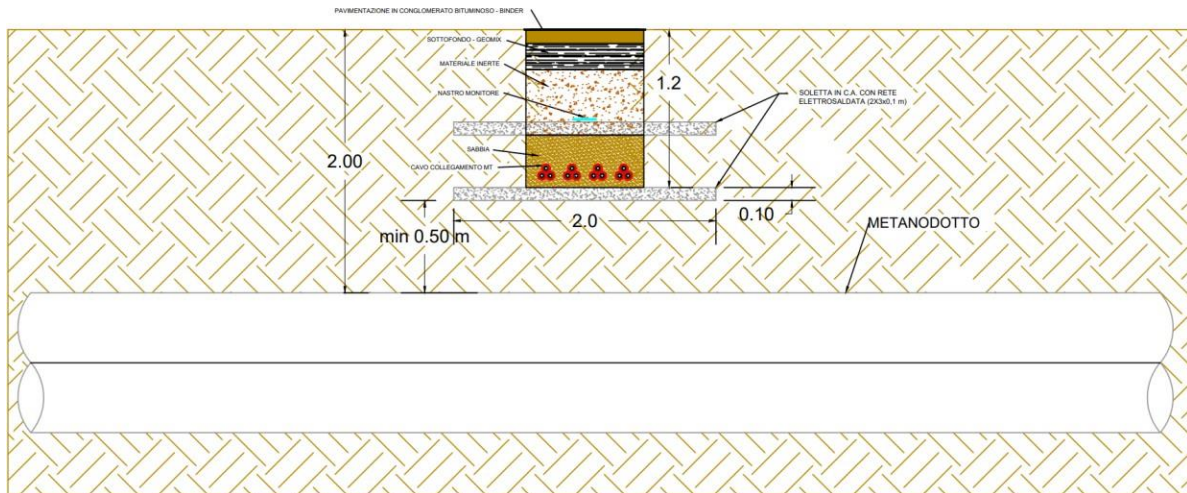 PAVIMENTAZIONE IN CONGLOMERATO BITUMINOSO - BINDER
SOTTOFONDO - GEOMIX
MATERIALE INERTE
NASTRO MONITORE
1.2
SOLETTA IN C.A. CON RETE
ELETTROSALDATA (2X3x0,1 m)
2.00
SABBIA
CAVO COLLEGAMENTO MT
2.0
0.10
min 0.50 m
METANODOTTO